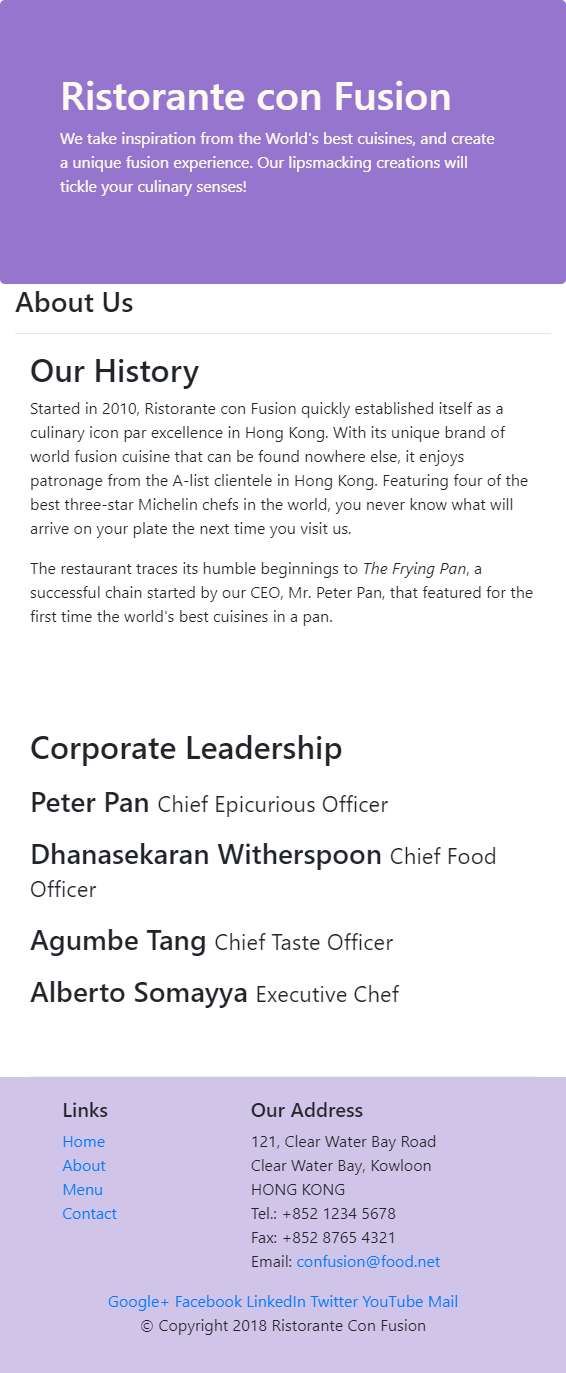 Ristorante con Fusion
We take inspiration from the World's best cuisines, and create
a unique fusion experience. Our lipsmacking creations will
tickle your culinary senses!
About Us
Our History
Started in 2010, Ristorante con Fusion quickly established itself as a
culinary icon par excellence in Hong Kong. With its unique brand of
world fusion cuisine that can be found nowhere else, it enjoys
patronage from the A-list clientele in Hong Kong. Featuring four of the
best three-star Michelin chefs in the world, you never know what will
arrive on your plate the next time you visit us.
The restaurant traces its humble beginnings to The Frying Pan, a
successful chain started by our CEO, Mr. Peter Pan, that featured for the
first time the world's best cuisines in a pan.
Corporate Leadership
Peter Pan Chief Epicurious Officer
Dhanasekaran Witherspoon Chief Food
Officer
Agumbe Tang Chief Taste Officer
Alberto Somayya Executive Chef
Links
Home
About
Menu
Contact
Our Address
121, Clear Water Bay Road
Clear Water Bay, Kowloon
HONG KONG
Tel.: +852 1234 5678
Fax: +852 8765 4321
Email: confusion@food.net
Google+ Facebook LinkedIn Twitter YouTube Mail
© Copyright 2018 Ristorante Con Fusion